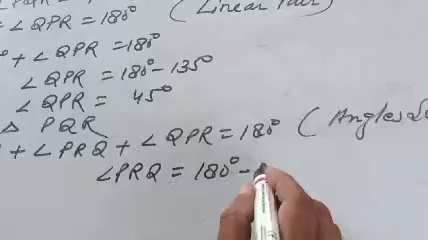 ∠QPR = 180° (Linear Pair)
+ ∠QPR = 180°
∠QPR = 180° - 135°
∠QPR = 45°
△ PQR
+ ∠PRQ + ∠QPR = 180° (Angles
∠PRQ = 180° -